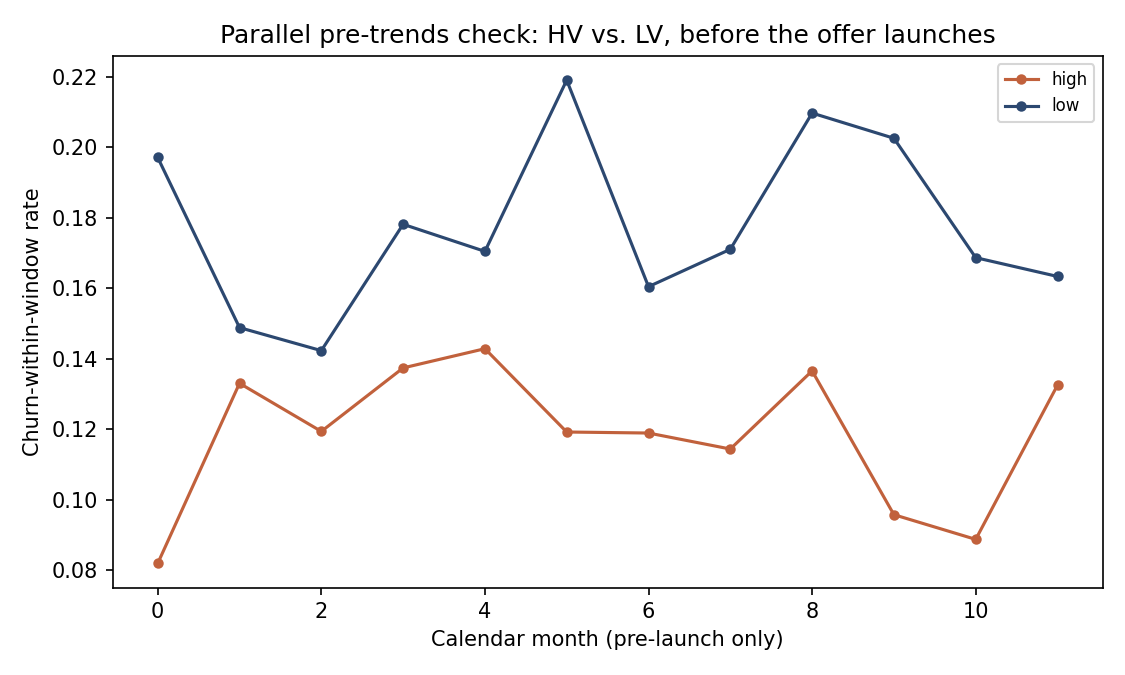 Parallel pre-trends check: HV vs. LV, before the offer launches
high
low
Churn-within-window rate
0.22
0.20
0.18
0.16
0.14
0.12
0.10
0.08
0 2 4 6 8 10
Calendar month (pre-launch only)